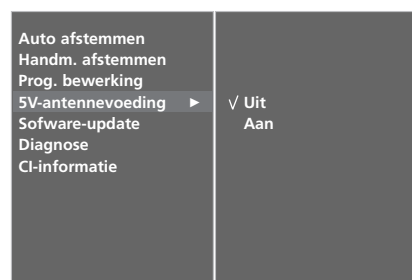 Auto afstemmen
Handm. afstemmen
Prog. bewerking
5V-antennevoeding ►
Sofware-update
Diagnose
CI-informatie
√ Uit
Aan